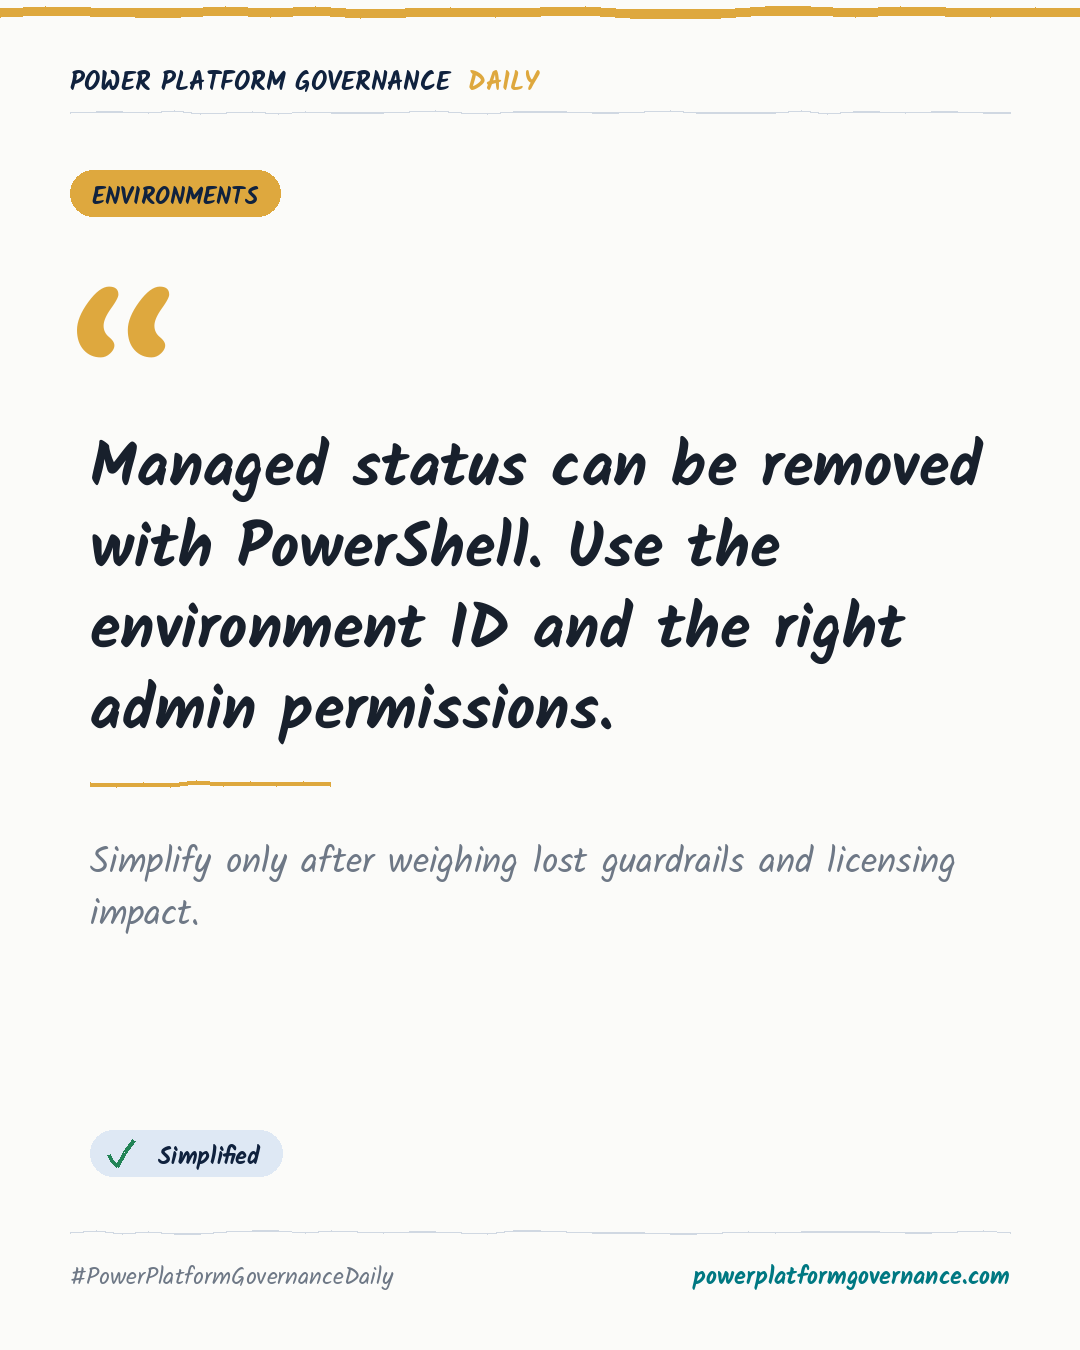 POWER PLATFORM GOVERNANCE DAILY
ENVIRONMENTS
“
Managed status can be removed
with PowerShell. Use the
environment ID and the right
admin permissions.
Simplify only after weighing lost guardrails and licensing
impact.
✓ Simplified
#PowerPlatformGovernanceDaily
powerplatformgovernance.com